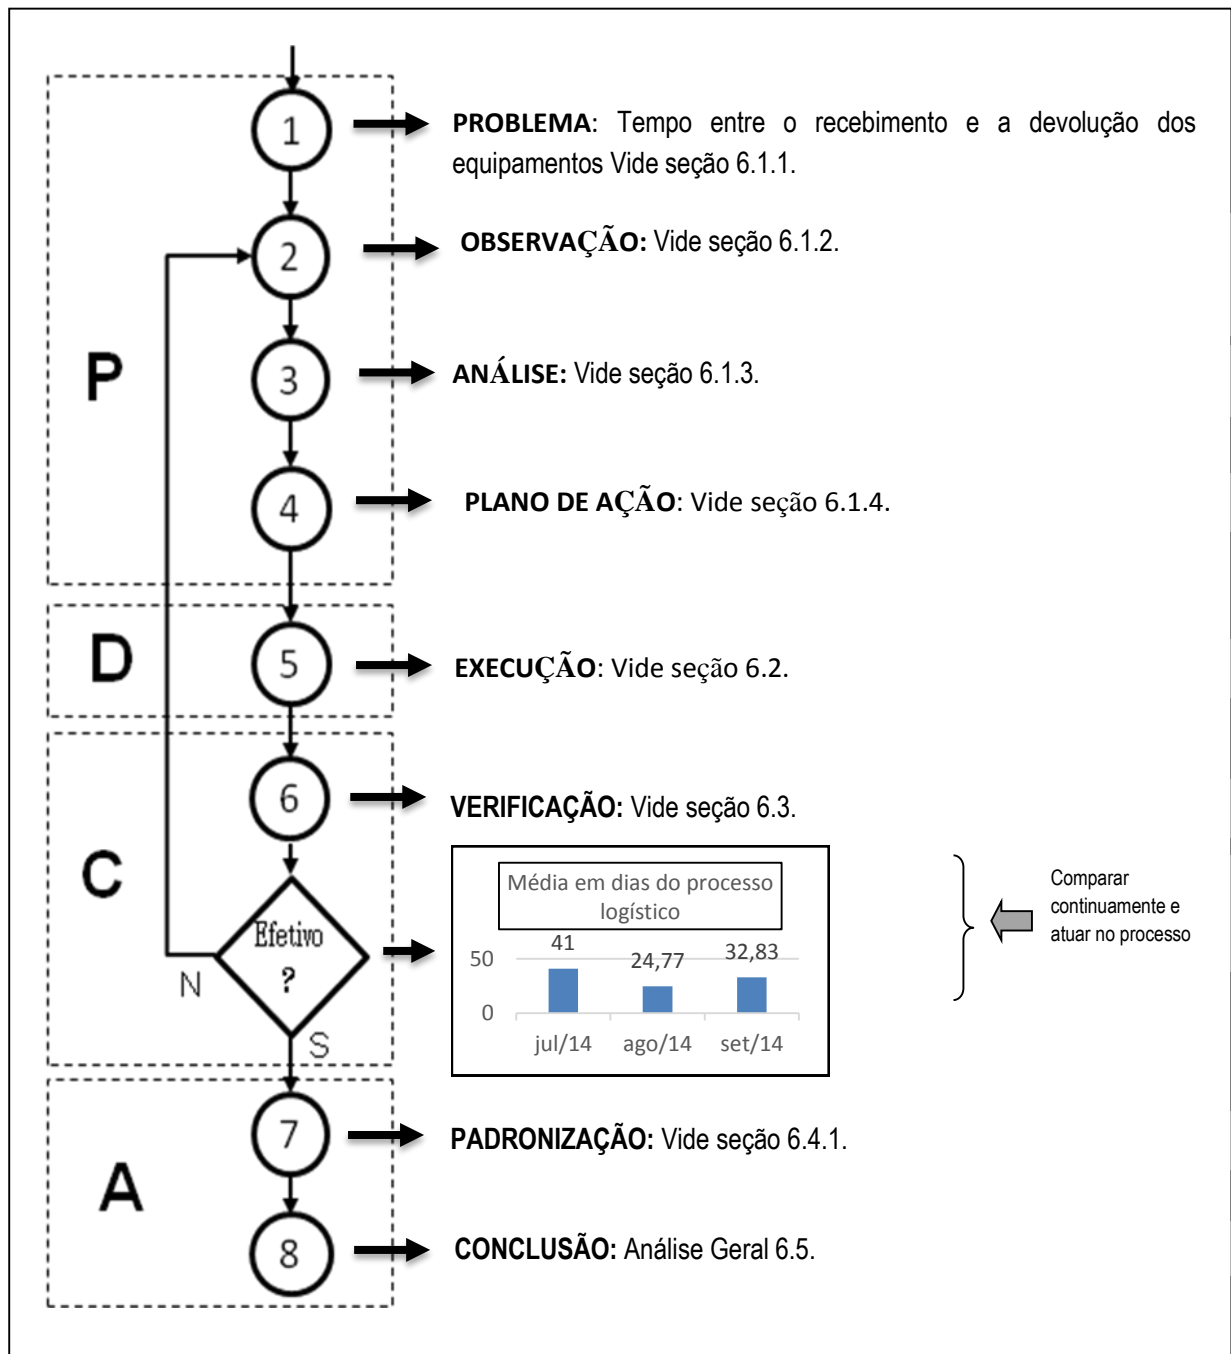 1
PROBLEMA: Tempo entre o recebimento e a devolução dos
equipamentos Vide seção 6.1.1.
2
OBSERVAÇÃO: Vide seção 6.1.2.
P
3
ANÁLISE: Vide seção 6.1.3.
4
PLANO DE AÇÃO: Vide seção 6.1.4.
D
5
EXECUÇÃO: Vide seção 6.2.
6
VERIFICAÇÃO: Vide seção 6.3.
C
Efetivo
?
N
S
Média em dias do processo
logístico
50
0
41
24,77
32,83
jul/14 ago/14 set/14
Comparar
continuamente e
atuar no processo
A
7
PADRONIZAÇÃO: Vide seção 6.4.1.
8
CONCLUSÃO: Análise Geral 6.5.